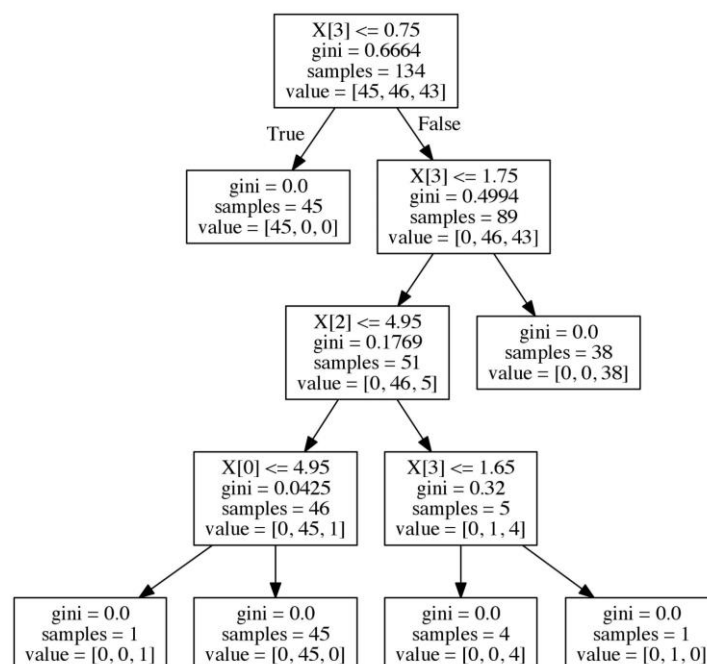 X[3] <= 0.75
gini = 0.6664
samples = 134
value = [45, 46, 43]
True
False
gini = 0.0
samples = 45
value = [45, 0, 0]
X[3] <= 1.75
gini = 0.4994
samples = 89
value = [0, 46, 43]
X[2] <= 4.95
gini = 0.1769
samples = 51
value = [0, 46, 5]
gini = 0.0
samples = 38
value = [0, 0, 38]
X[0] <= 4.95
gini = 0.0425
samples = 46
value = [0, 45, 1]
X[3] <= 1.65
gini = 0.32
samples = 5
value = [0, 1, 4]
gini = 0.0
samples = 1
value = [0, 0, 1]
gini = 0.0
samples = 45
value = [0, 45, 0]
gini = 0.0
samples = 4
value = [0, 0, 4]
gini = 0.0
samples = 1
value = [0, 1, 0]